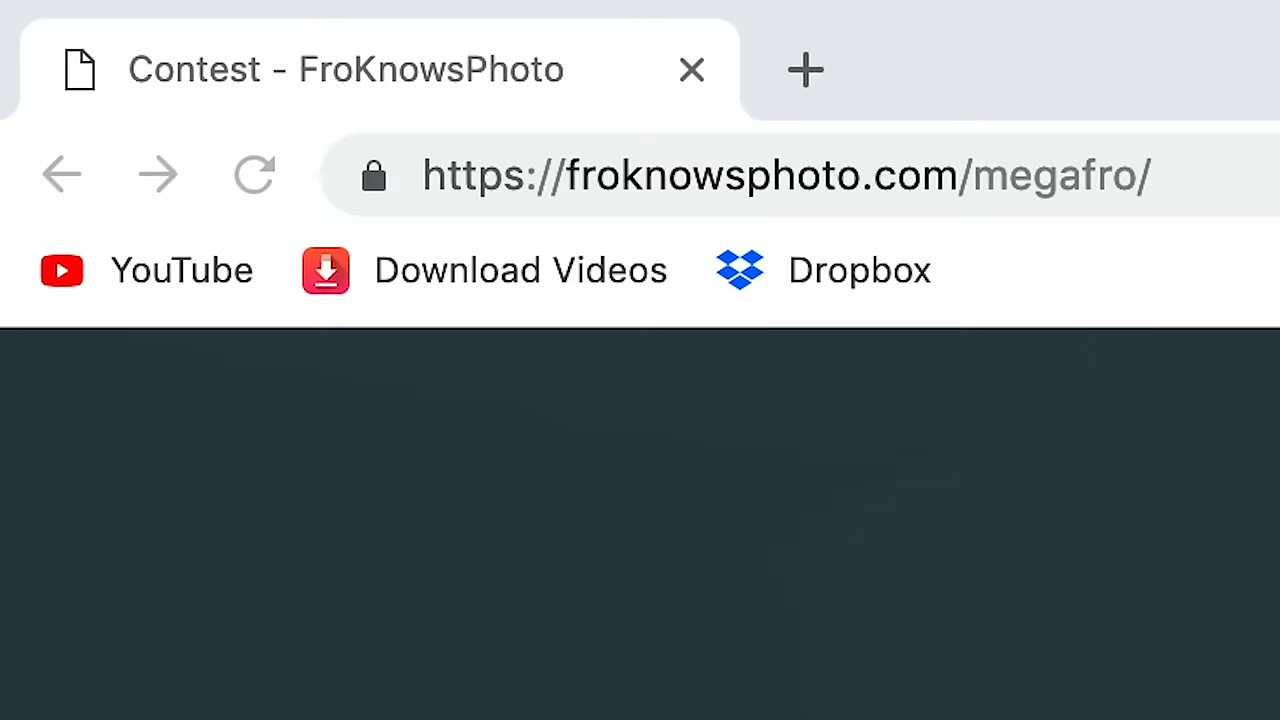 Contest - FroKnowsPhoto
https://froknowsphoto.com/megafro/
YouTube Download Videos Dropbox